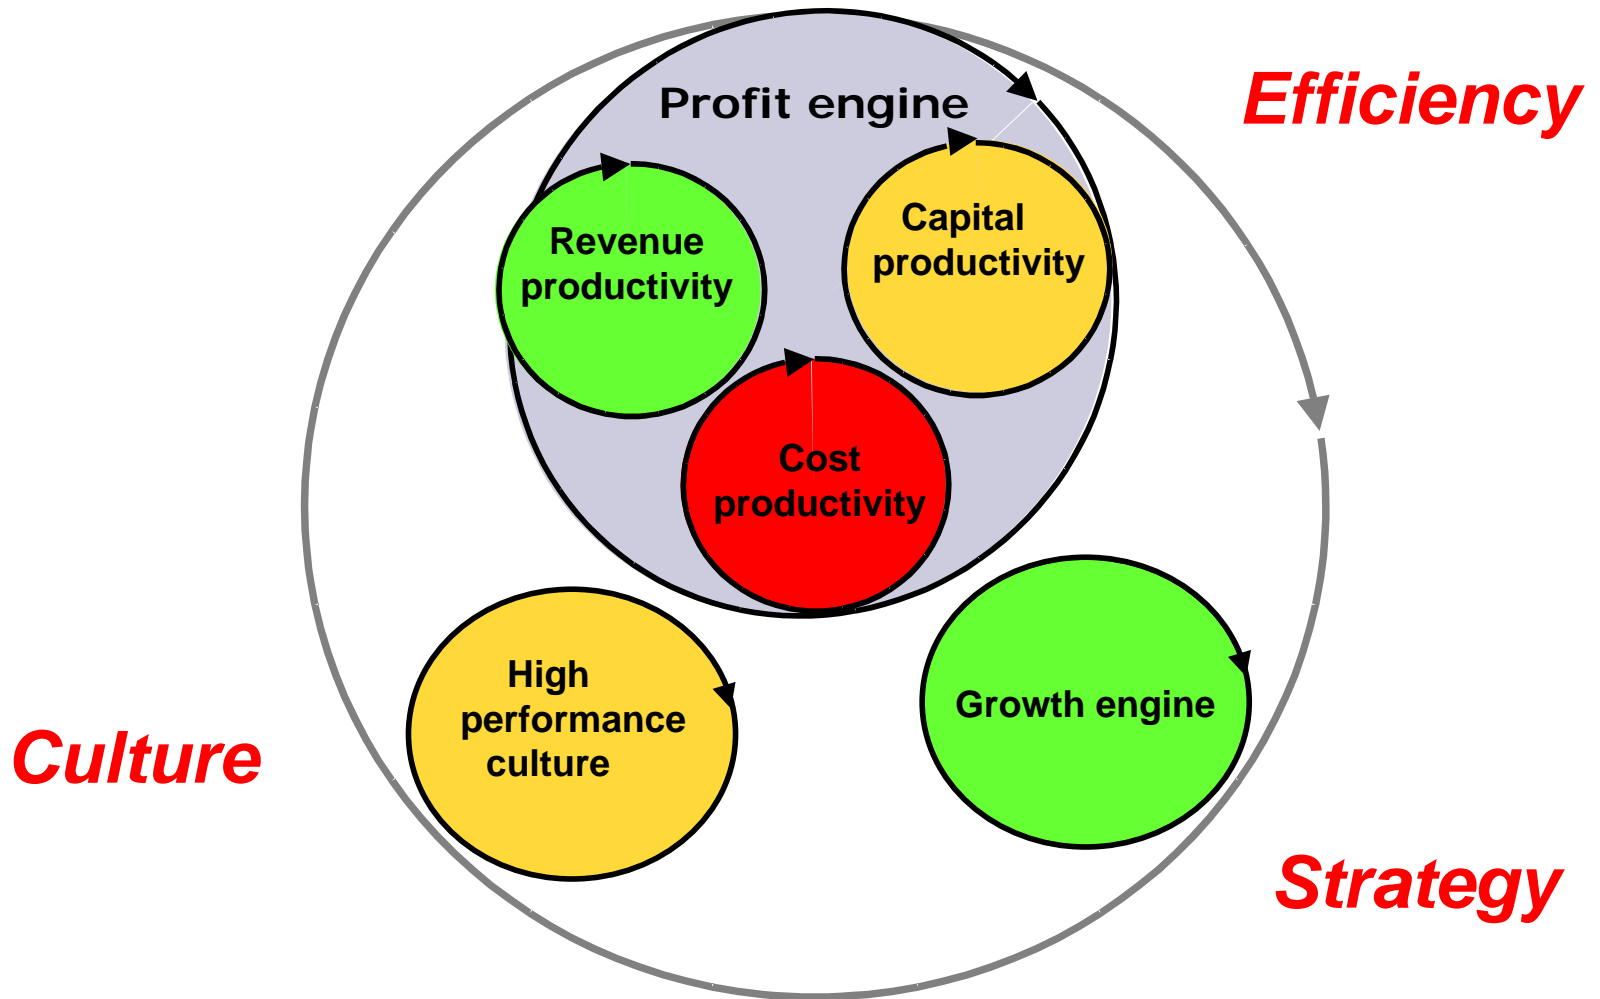 Efficiency
Profit engine
Capital
productivity
Revenue
productivity
Cost
productivity
High
performance
culture
Growth engine
Culture
Strategy